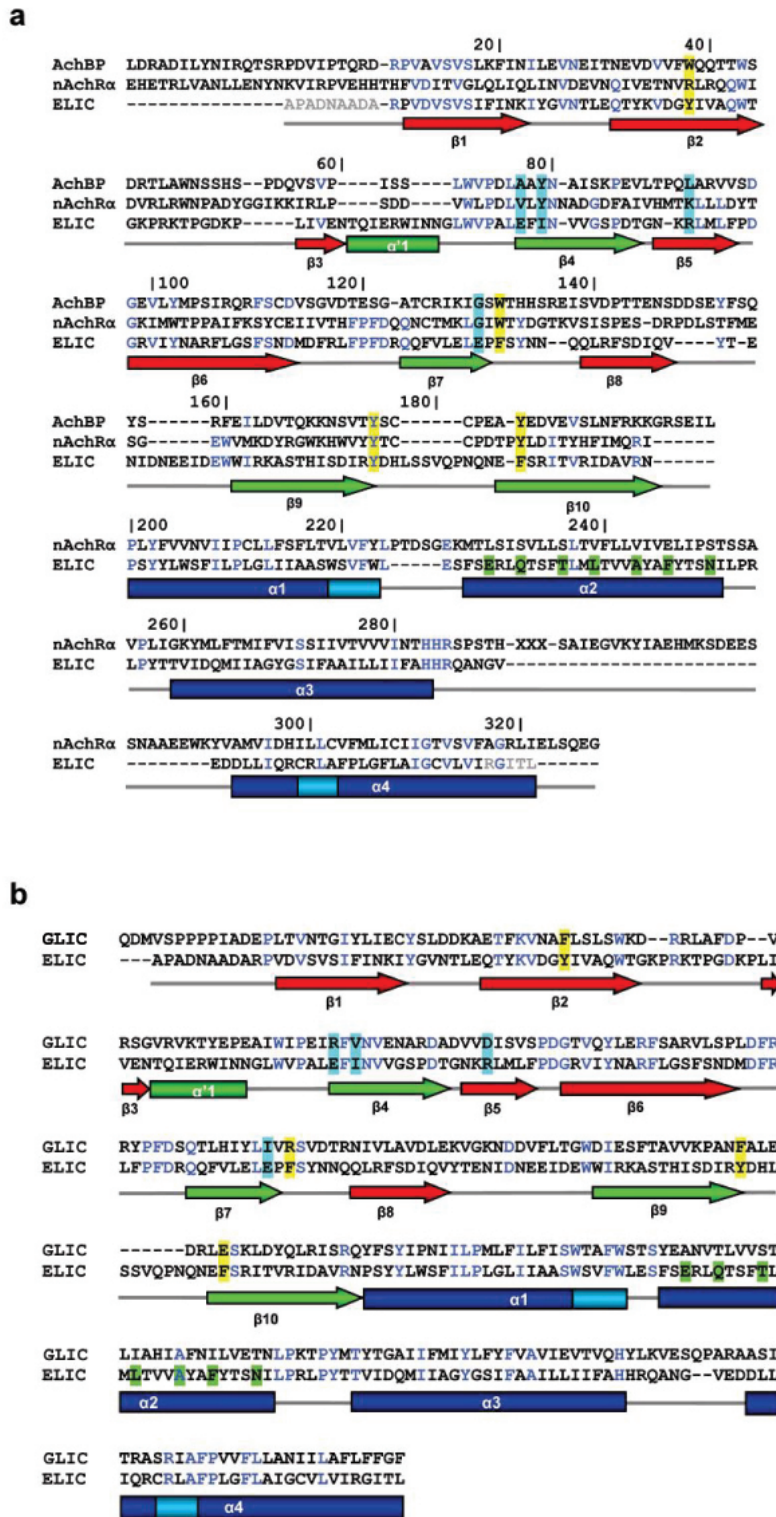 a
20| 40|
AchBP LDRADILYNIRQTSRPDVIPTQRD-RPVAVSVSLKFINILEVNEITNEVDVVFWQQTTWS
nAchRα EHETRLVANLLENYNKVIRPVEHHTHFVDITVGLQLIQLINVDEVNQIVETNVRLRQQWI
ELIC ---------------APADNAADA-RPVDVSVSIFINKIYGVNTLEQTYKVDGYIVAQWT
β1 β2
60| 80|
AchBP DRTLAWNSSHS--PDQVSVP----ISS----LWVPDLAAYN-AISKPEVLTPQLARVVSD
nAchRα DVRLRWNPADYGGIKKIRLP----SDD----VWLPDLVLYNNADGDFAIVHMTKLLLDYT
ELIC GKPRKTPGDKP---LIVENTQIERWINNGLWVPALEFIN-VVGSPDTGNKRLMLFPD
β3 α'1 β4 β5
|100 120| 140|
AchBP GEVLYMPSIRQRFSCDVSGVDTESG-ATCRIKIGSWTHHSREISVDPTTENSDDSEYFSQ
nAchRα GKIMWTPPAIFKSYCEIIVTHFPFDQQNCTMKLGIWTYDGTKVSISPES-DRPDLSTFME
ELIC GRVIYNARFLGSFSNDMDFRLFPFDRQQFVLELEPFSYNN--QQLRFSDIQV---YT-E
β6 β7 β8
160| 180|
AchBP YS------RFEILDVTQKKNSVTYSC------CPEA-YEDVEVSLNFRKKGRSEIL
nAchRα SG------EWVMKDYRGWKHWVYYTC------CPDTPYLDITYHFIMQRI------
ELIC NIDNEEIDEWWIRKASTHISDIRYDHLSSVQPNQNEFSRITVRIDAVRN------
β9 β10
|200 220| 240|
nAchRα PLYFVVNVIIPCLLFSFLTVLVFYLPTDSGEKMTLSISVLLSLTVFLLVIVELIPSTSSA
ELIC PSYYLWSFILPLGLIIAASWSVFWL-----ESFSERLQTSFTLMLTVVAYAFYTSNILPR
α1 α2
260| 280|
nAchRα VPLIGKYMLFTMIFVISSIIVTVVVINTHHRSPSTH-XXX-SAIEGVKYIAEHMKSDEES
ELIC LPYTTVIDQMIIAGYGSIFAAILLIIFAHHRQANGV------------------------
α3
300| 320|
nAchRα SNAAEEWKYVAMVIDHILLCVFMLICIIGTVSVFAGRLIELSQEG
ELIC ----------EDDLLIQRCRLAFPLGFLAIGCVLVIRGITL------
α4
b
GLIC QDMVSPPPPIADEPLTVNTGIYLIECYSLDDKAETFKVNAFLSLSWKD--RRLAFDP--V
ELIC ---APADNAADARPVDVSVSIFINKIYGVNTLEQTYKVDGYIVAQWTGKPRKTPGDKPLI
β1 β2
GLIC RSGVRVKTYEPEAIWIPEIRFVNVENARDADVVDISVSPDGTVQYLERFSARVLSPLDFR
ELIC VENTQIERWINNGLWVPALEFINVVGSPDTGNKRLMLFPDGRVIYNARFLGSFSNDMDFR
β3 α'1 β4 β5 β6
GLIC RYPFDSQTLHIYLIVRSVDTRNIVLAVDLEKVGKNDDVFLTGWDIESFTAVVKPANFALE
ELIC LFPFDRQQFVLELEPFSYNNQQLRFSDIQVYTENIDNEEIDEWWIRKASTHISDIRYDHL
β7 β8 β9
GLIC ------DRLESKLDYQLRISRQYFSYIPNIILPMLFILFISWTAFWSTSYEANVTLVVST
ELIC SSVQPNQNEFSRITVRIDAVRNPSYYLWSFILPLGLIIAASWSVFWLESFSERLQTSFTL
β10 α1
GLIC LIAHIAFNILVETNLPKTPYMTYTGAIIFMIYLFYFVAVIEVTVQHYLKVESQPARAASI
ELIC MLTVVAYAFYTSNILPRLPYTTVIDQMIIAGYGSIFAAILLIIFAHHRQANG--VEDDLL
α2 α3
GLIC TRASRIAFPVVFLLANIILAFLFFGF
ELIC IQRCRLAFPLGFLAIGCVLVIRGITL
α4